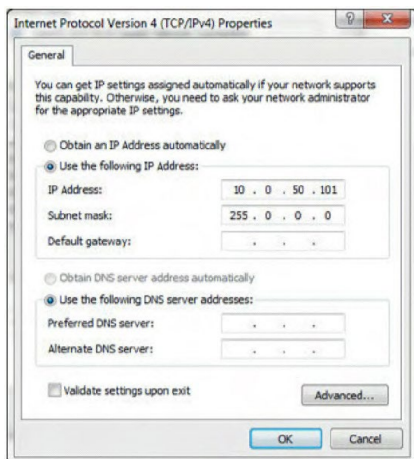 Internet Protocol Version 4 (TCP/IPv4) Properties
General
You can get IP settings assigned automatically if your network supports
this capability. Otherwise, you need to ask your network administrator
for the appropriate IP settings.
Obtain an IP Address automatically
Use the following IP Address:
IP Address: 10 . 0 . 50 . 101
Subnet mask: 255 . 0 . 0 . 0
Default gateway: . . .
Obtain DNS server address automatically
Use the following DNS server addresses:
Preferred DNS server: . . .
Alternate DNS server: . . .
Validate settings upon exit
Advanced...
OK Cancel